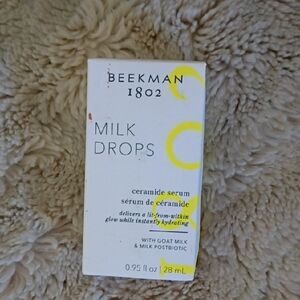 BEEKMAN
1802
MILK
DROPS
ceramide serum
sérum de céramide
delivers a lit-from-within
glow while instantly hydrating
WITH GOAT MILK
& MILK POSTBIOTIC
0.95 fl oz | 28 mL